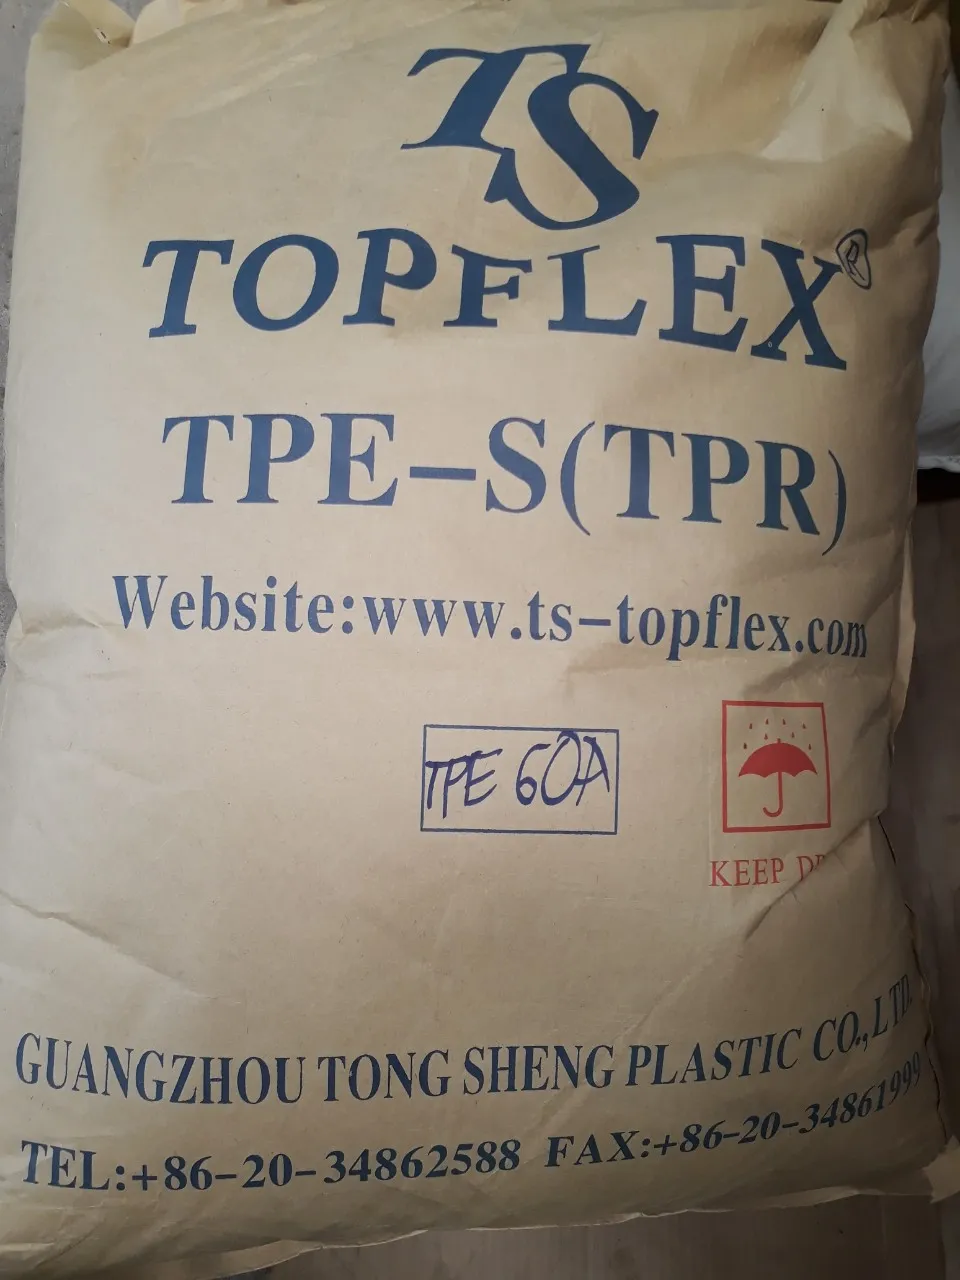 TS
TOPFLEX®
TPE-S(TPR)
Website:www.ts-topflex.com
TPE 60A
KEEP
GUANGZHOU TONG SHENG PLASTIC CO.,LTD.
TEL:+86-20-34862588 FAX:+86-20-34861999